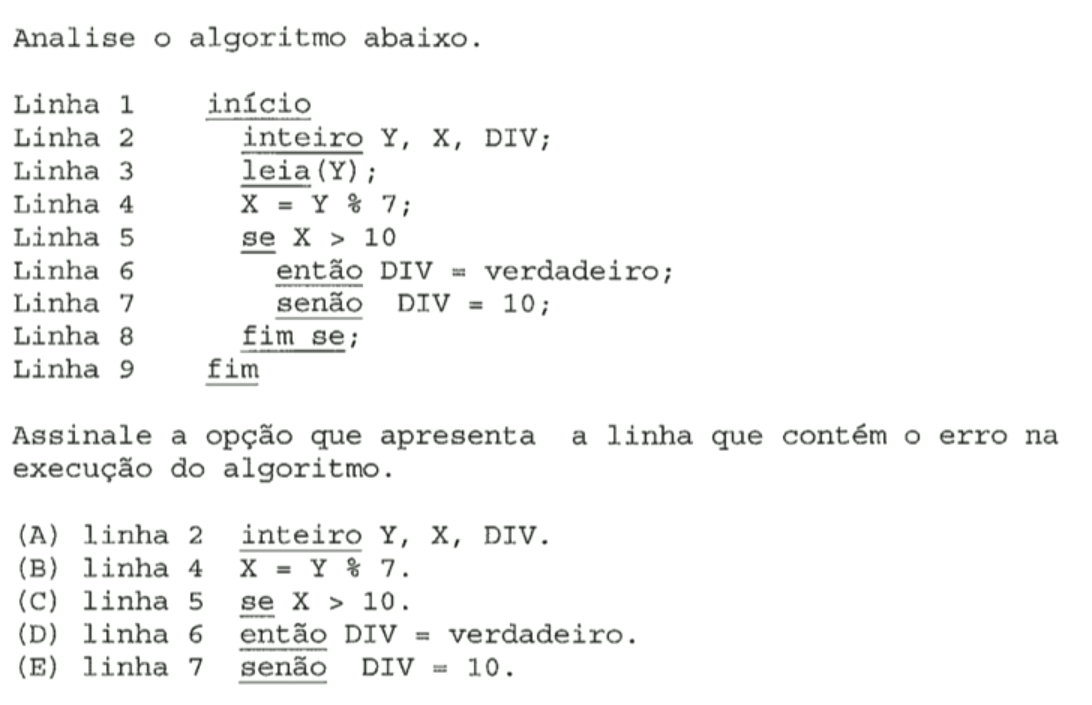 Analise o algoritmo abaixo.
Linha 1 início
Linha 2 inteiro Y, X, DIV;
Linha 3 leia(Y);
Linha 4 X = Y % 7;
Linha 5 se X > 10
Linha 6 então DIV = verdadeiro;
Linha 7 senão DIV = 10;
Linha 8 fim se;
Linha 9 fim
Assinale a opção que apresenta a linha que contém o erro na
execução do algoritmo.
(A) linha 2 inteiro Y, X, DIV.
(B) linha 4 X = Y % 7.
(C) linha 5 se X > 10.
(D) linha 6 então DIV = verdadeiro.
(E) linha 7 senão DIV = 10.